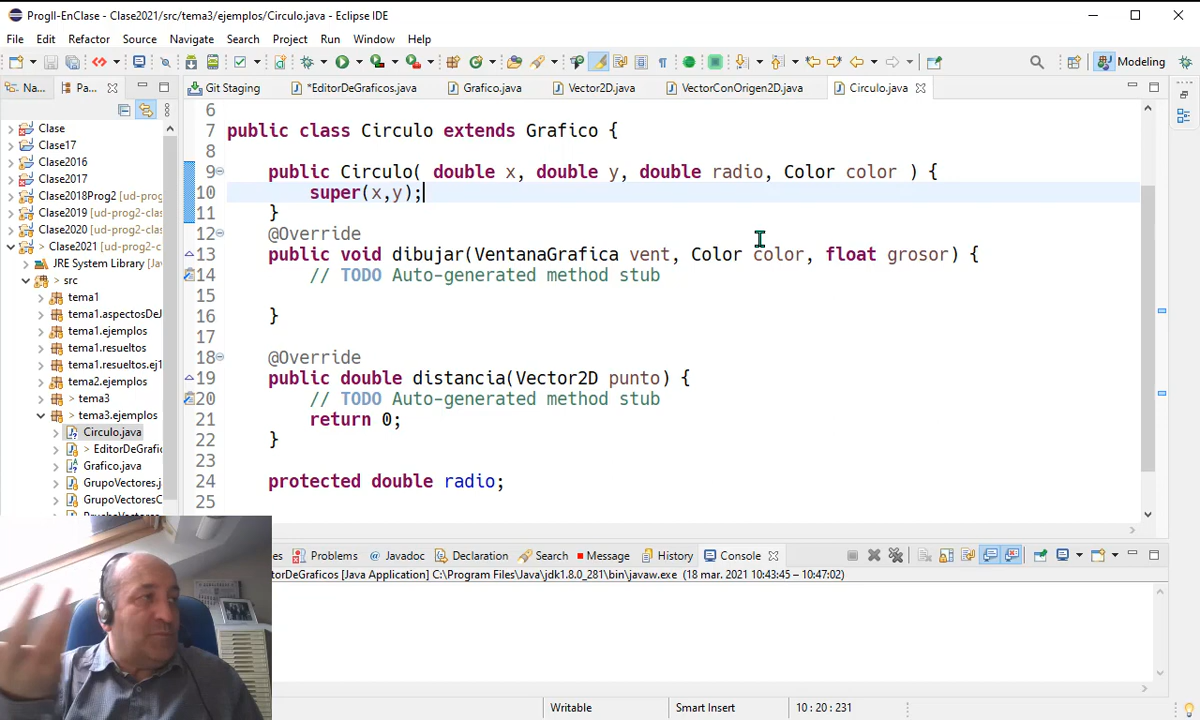 ProgII-EnClase - Clase2021/src/tema3/ejemplos/Circulo.java - Eclipse IDE
File Edit Refactor Source Navigate Search Project Run Window Help
Modeling
Na... Pa... Git Staging *EditorDeGraficos.java Grafico.java Vector2D.java VectorConOrigen2D.java Circulo.java
Clase
Clase17
Clase2016
Clase2017
Clase2018Prog2 [ud-prog2-
Clase2019 [ud-prog2-clas
Clase2020 [ud-prog2-clas
> Clase2021 [ud-prog2-c
JRE System Library [JavaS
> src
tema1
tema1.aspectosDeJ
tema1.ejemplos
tema1.resueltos
tema1.resueltos.ej1
tema2.ejemplos
> tema3
> tema3.ejemplos
Circulo.java
> EditorDeGrafic
Grafico.java
GrupoVectores.j
GrupoVectoresC
6
7 public class Circulo extends Grafico {
8
9 public Circulo( double x, double y, double radio, Color color ) {
10 super(x,y);
11 }
12 @Override
13 public void dibujar(VentanaGrafica vent, Color color, float grosor) {
14 // TODO Auto-generated method stub
15
16 }
17
18 @Override
19 public double distancia(Vector2D punto) {
20 // TODO Auto-generated method stub
21 return 0;
22 }
23
24 protected double radio;
25
es Problems @ Javadoc Declaration Search Message History Console
torDeGraficos [Java Application] C:\Program Files\Java\jdk1.8.0_281\bin\javaw.exe (18 mar. 2021 10:43:45 – 10:47:02)
Writable Smart Insert 10 : 20 : 231